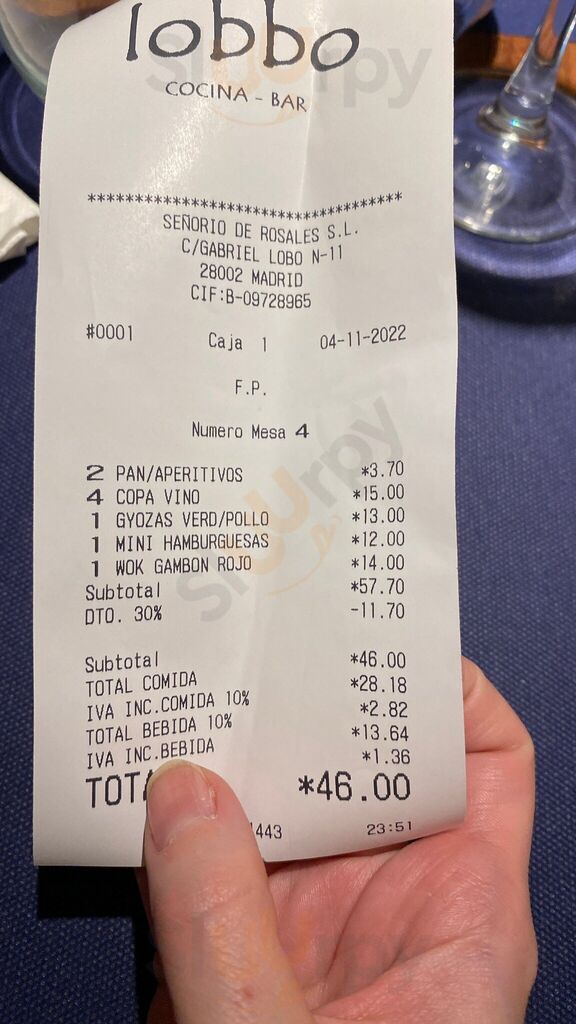 lobbo
COCINA - BAR
*********************************
SEÑORIO DE ROSALES S.L.
C/GABRIEL LOBO N-11
28002 MADRID
CIF:B-09728965
#0001 Caja 1 04-11-2022
F.P.
Numero Mesa 4
2 PAN/APERITIVOS *3.70
4 COPA VINO *15.00
1 GYOZAS VERD/POLLO *13.00
1 MINI HAMBURGUESAS *12.00
1 WOK GAMBON ROJO *14.00
Subtotal *57.70
DTO. 30% -11.70
Subtotal *46.00
TOTAL COMIDA *28.18
IVA INC.COMIDA 10% *2.82
TOTAL BEBIDA 10% *13.64
IVA INC.BEBIDA *1.36
*46.00
443 23:51
Slurrpy
Slurrpy
Slurrpy